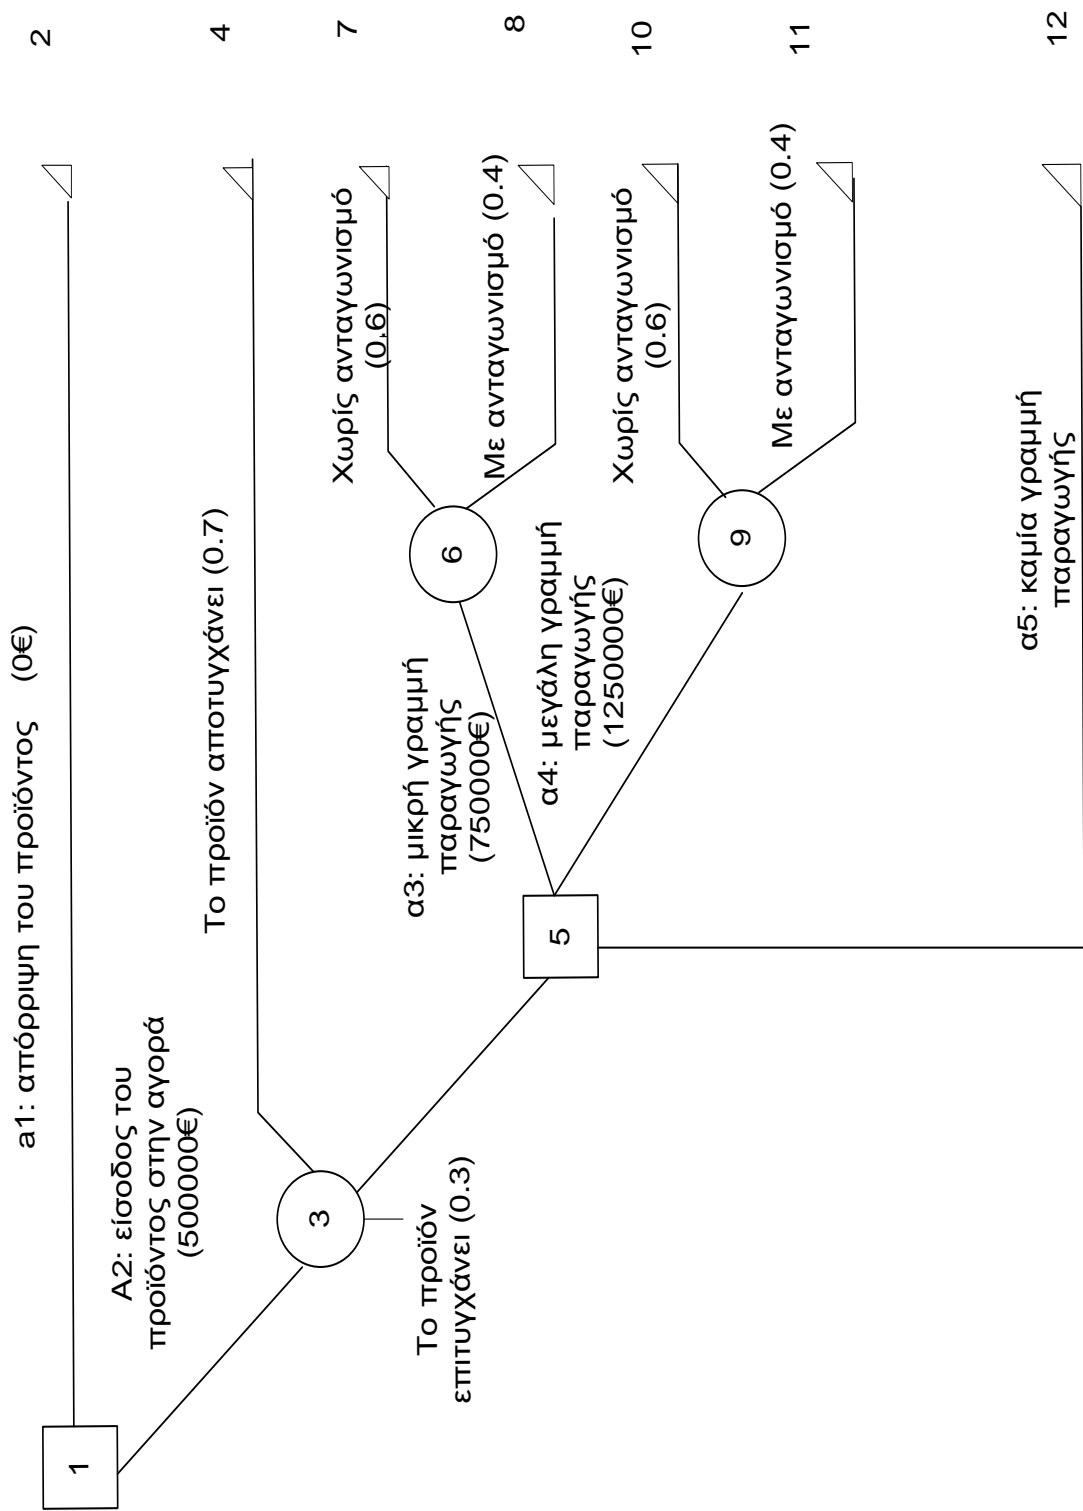 a1: απόρριψη του προϊόντος (0€)
2
1
A2: είσοδος του
προϊόντος στην αγορά
(500000€)
Το προϊόν αποτυγχάνει (0.7)
4
3
Το προϊόν
επιτυγχάνει (0.3)
Χωρίς ανταγωνισμό
(0.6)
7
α3: μικρή γραμμή
παραγωγής
(750000€)
6
Με ανταγωνισμό (0.4)
8
5
α4: μεγάλη γραμμή
παραγωγής
(1250000€)
Χωρίς ανταγωνισμό
(0.6)
10
9
Με ανταγωνισμό (0.4)
11
α5: καμία γραμμή
παραγωγής
12